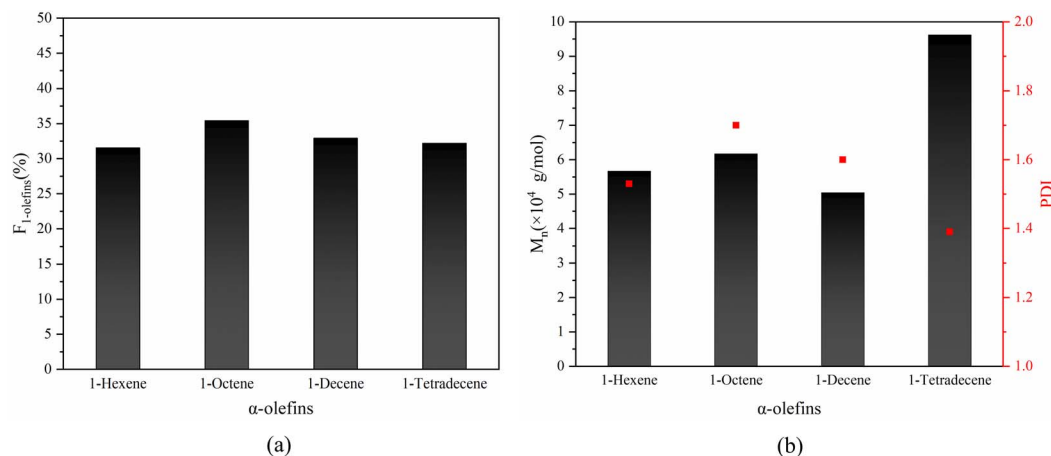 (a)
50
45
40
35
30
25
20
15
10
5
0
F1-olefins(%)
1-Hexene 1-Octene 1-Decene 1-Tetradecene
α-olefins
(a)
(b)
10
9
8
7
6
5
4
3
2
1
0
Mn(×10⁴ g/mol)
2.0
1.8
1.6
1.4
1.2
1.0
PDI
1-Hexene 1-Octene 1-Decene 1-Tetradecene
α-olefins
(b)